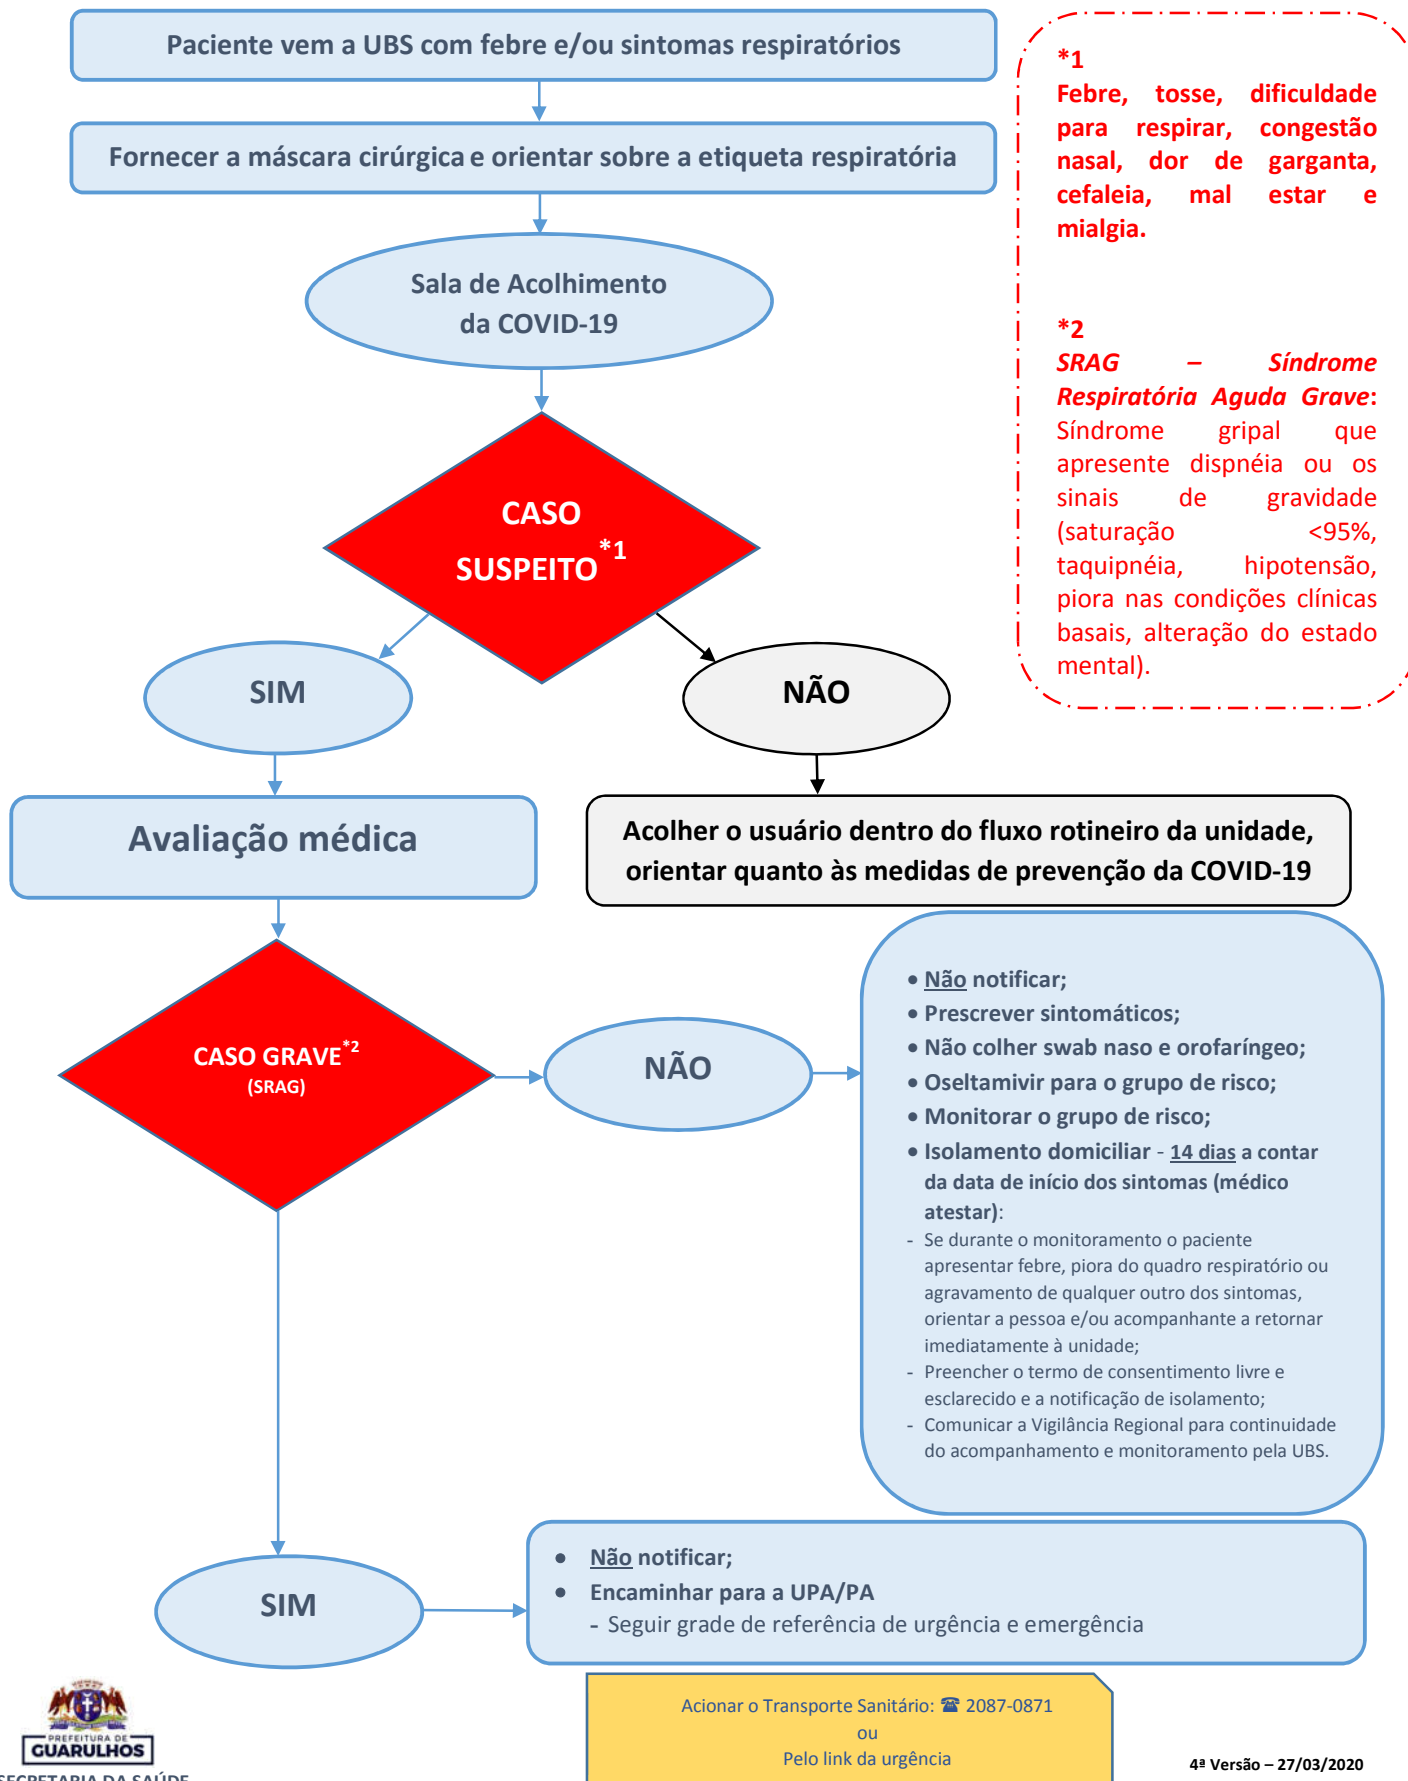 Paciente vem a UBS com febre e/ou sintomas respiratórios
Fornecer a máscara cirúrgica e orientar sobre a etiqueta respiratória
Sala de Acolhimento
da COVID-19
CASO
SUSPEITO*1
SIM
NÃO
Avaliação médica
Acolher o usuário dentro do fluxo rotineiro da unidade,
orientar quanto às medidas de prevenção da COVID-19
*1
Febre, tosse, dificuldade
para respirar, congestão
nasal, dor de garganta,
cefaleia, mal estar e
mialgia.
*2
SRAG – Síndrome
Respiratória Aguda Grave:
Síndrome gripal que
apresente dispnéia ou os
sinais de gravidade
(saturação <95%,
taquipnéia, hipotensão,
piora nas condições clínicas
basais, alteração do estado
mental).
CASO GRAVE*2
(SRAG)
NÃO
• Não notificar;
• Prescrever sintomáticos;
• Não colher swab naso e orofaríngeo;
• Oseltamivir para o grupo de risco;
• Monitorar o grupo de risco;
• Isolamento domiciliar - 14 dias a contar
da data de início dos sintomas (médico
atestar):
- Se durante o monitoramento o paciente
apresentar febre, piora do quadro respiratório ou
agravamento de qualquer outro dos sintomas,
orientar a pessoa e/ou acompanhante a retornar
imediatamente à unidade;
- Preencher o termo de consentimento livre e
esclarecido e a notificação de isolamento;
- Comunicar a Vigilância Regional para continuidade
do acompanhamento e monitoramento pela UBS.
SIM
• Não notificar;
• Encaminhar para a UPA/PA
- Seguir grade de referência de urgência e emergência
Acionar o Transporte Sanitário: ☎ 2087-0871
ou
Pelo link da urgência
PREFEITURA DE
GUARULHOS
SECRETARIA DA SAÚDE
4ª Versão – 27/03/2020